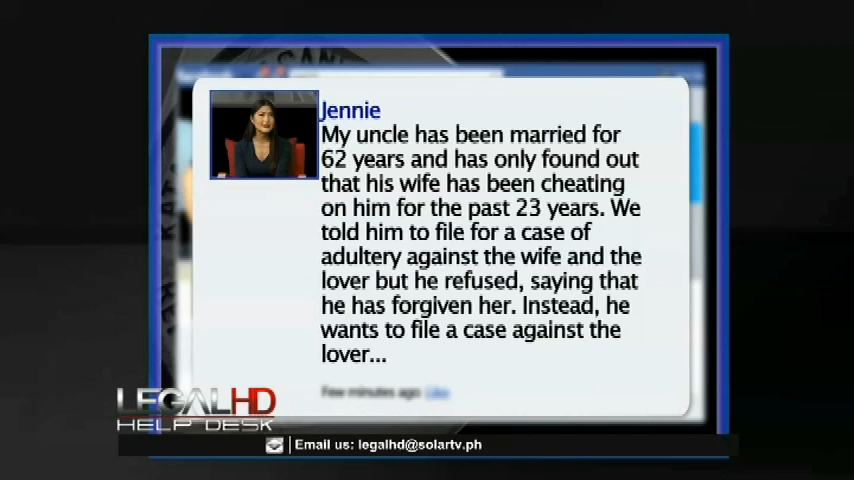 Jennie
My uncle has been married for
62 years and has only found out
that his wife has been cheating
on him for the past 23 years. We
told him to file for a case of
adultery against the wife and the
lover but he refused, saying that
he has forgiven her. Instead, he
wants to file a case against the
lover...
Few minutes ago Like
LEGALHD
HELP DESK
Email us: legalhd@solartv.ph